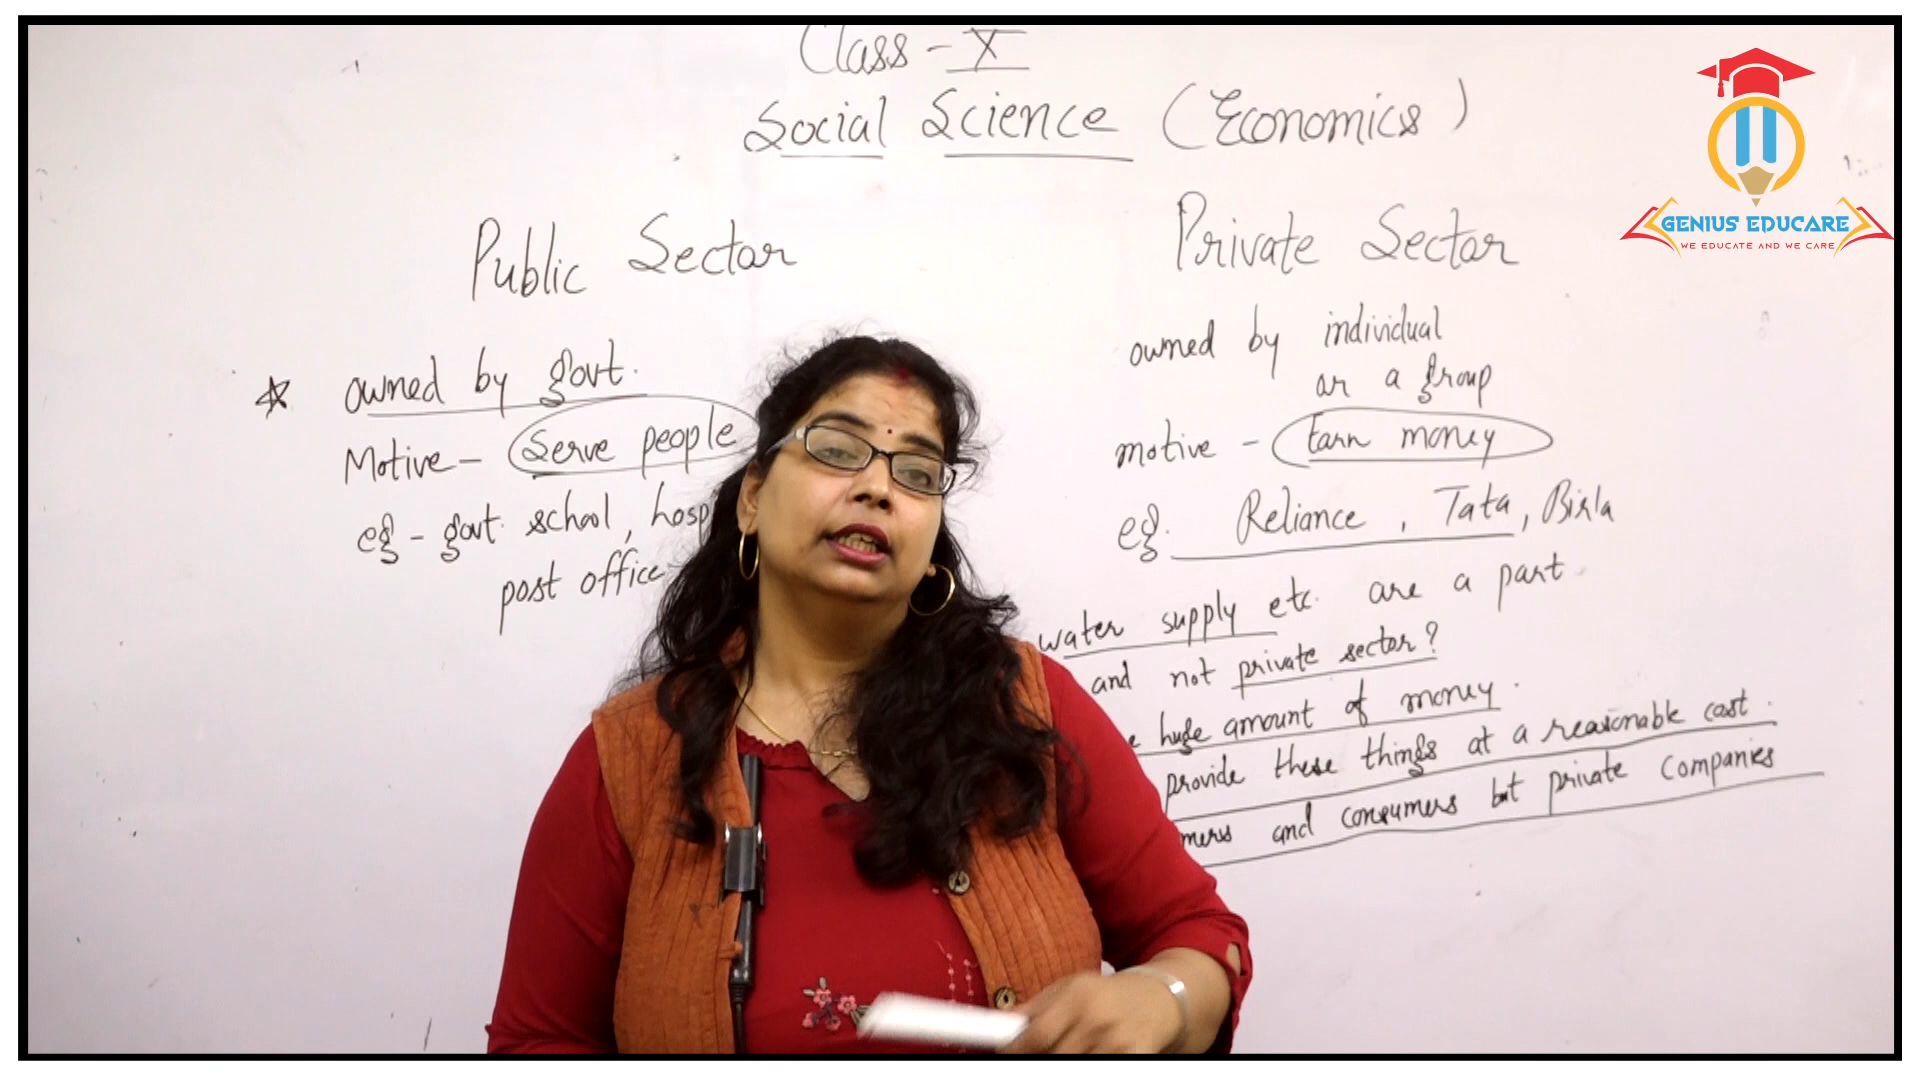 Class - X
Social Science (Economics)
GENIUS EDUCARE
WE EDUCATE AND WE CARE
Public Sector
owned by govt.
Motive - Serve people
eg - govt. school, hosp
post office
Private Sector
owned by individual
or a group
motive - Earn money
eg. Reliance, Tata, Birla
water supply etc. are a part
and not private sector?
e huge amount of money.
provide these things at a reasonable cost.
mers and consumers but private companies